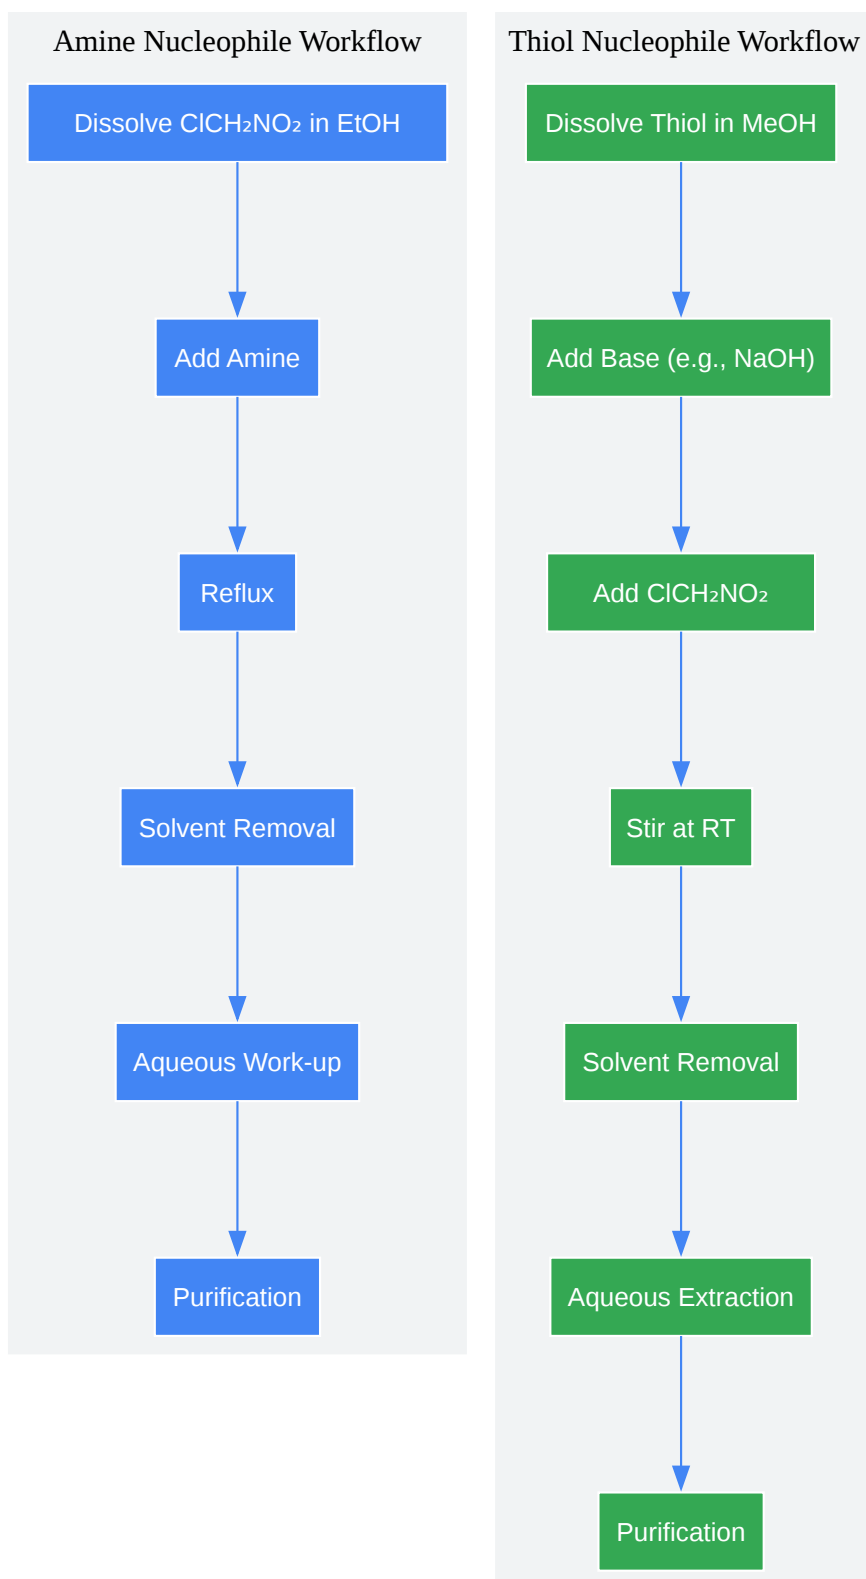 Amine Nucleophile Workflow
Dissolve ClCH₂NO₂ in EtOH
Add Amine
Reflux
Solvent Removal
Aqueous Work-up
Purification
Thiol Nucleophile Workflow
Dissolve Thiol in MeOH
Add Base (e.g., NaOH)
Add ClCH₂NO₂
Stir at RT
Solvent Removal
Aqueous Extraction
Purification